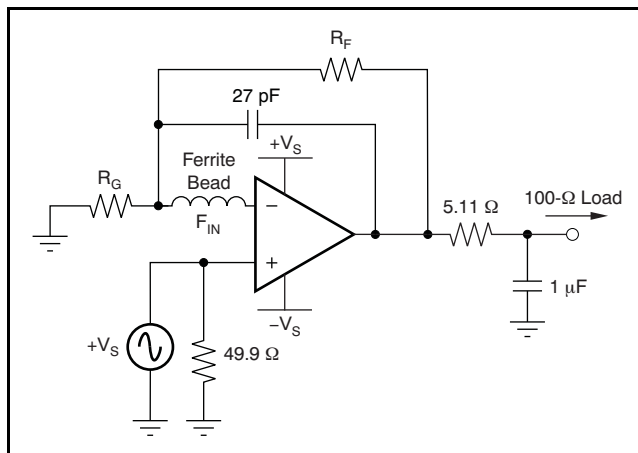 R_F
27 pF
+V_S
Ferrite
Bead
R_G
F_IN
−
+
5.11 Ω
100-Ω Load
1 μF
−V_S
+V_S
49.9 Ω